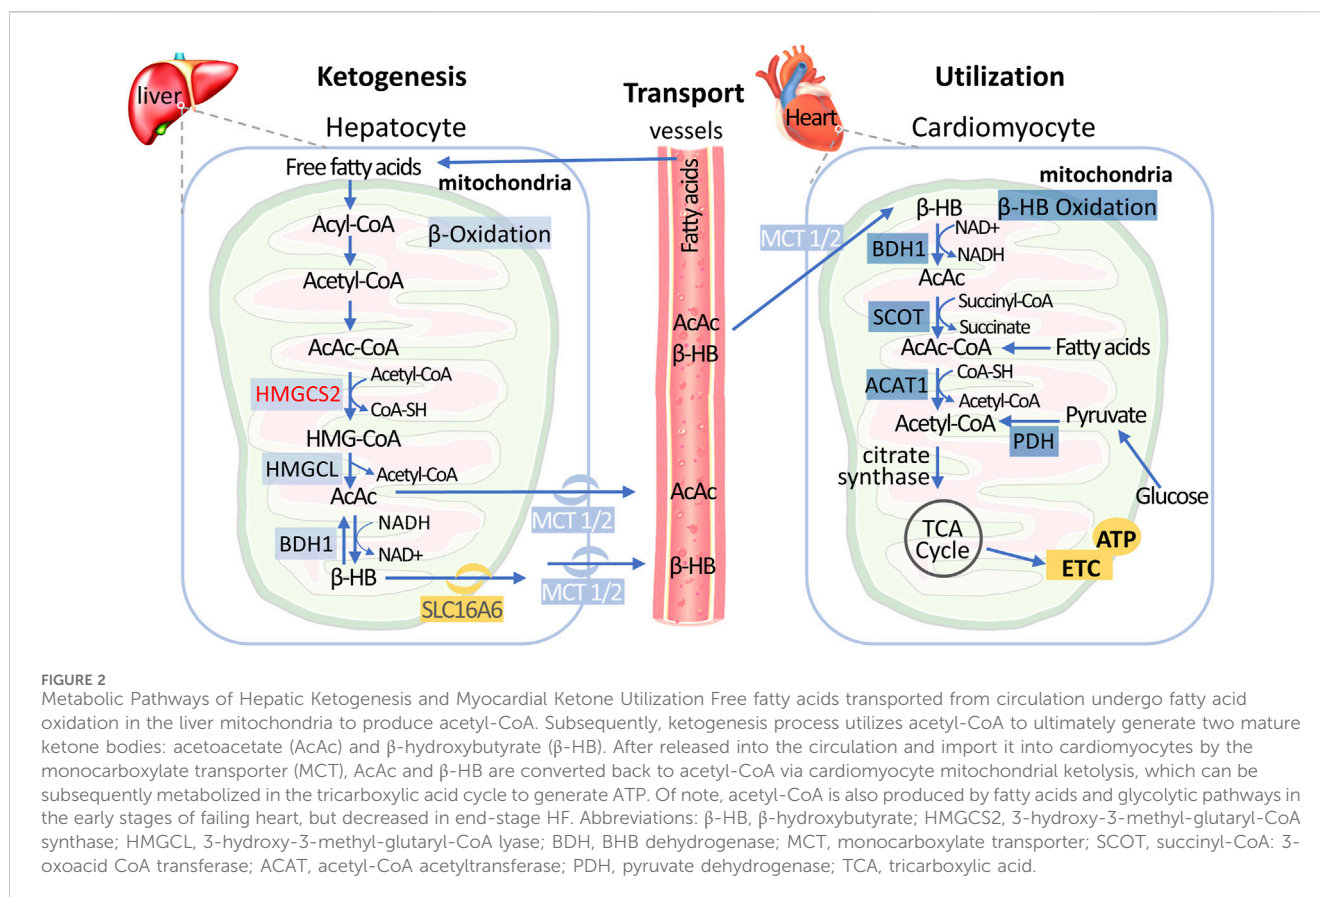 Ketogenesis
Transport
Utilization
liver
Heart
Hepatocyte
vessels
Cardiomyocyte
Free fatty acids
mitochondria
Fatty acids
Acyl-CoA
β-Oxidation
Acetyl-CoA
AcAc-CoA
HMGCS2
Acetyl-CoA
CoA-SH
HMG-CoA
HMGCL
Acetyl-CoA
AcAc
BDH1
NADH
NAD+
β-HB
SLC16A6
MCT 1/2
MCT 1/2
AcAc
β-HB
AcAc
β-HB
MCT 1/2
mitochondria
β-HB
β-HB Oxidation
BDH1
NAD+
NADH
AcAc
SCOT
Succinyl-CoA
Succinate
AcAc-CoA
Fatty acids
ACAT1
CoA-SH
Acetyl-CoA
Acetyl-CoA
Pyruvate
PDH
citrate
synthase
Glucose
TCA
Cycle
ATP
ETC
FIGURE 2
Metabolic Pathways of Hepatic Ketogenesis and Myocardial Ketone Utilization Free fatty acids transported from circulation undergo fatty acid
oxidation in the liver mitochondria to produce acetyl-CoA. Subsequently, ketogenesis process utilizes acetyl-CoA to ultimately generate two mature
ketone bodies: acetoacetate (AcAc) and β-hydroxybutyrate (β-HB). After released into the circulation and import it into cardiomyocytes by the
monocarboxylate transporter (MCT), AcAc and β-HB are converted back to acetyl-CoA via cardiomyocyte mitochondrial ketolysis, which can be
subsequently metabolized in the tricarboxylic acid cycle to generate ATP. Of note, acetyl-CoA is also produced by fatty acids and glycolytic pathways in
the early stages of failing heart, but decreased in end-stage HF. Abbreviations: β-HB, β-hydroxybutyrate; HMGCS2, 3-hydroxy-3-methyl-glutaryl-CoA
synthase; HMGCL, 3-hydroxy-3-methyl-glutaryl-CoA lyase; BDH, BHB dehydrogenase; MCT, monocarboxylate transporter; SCOT, succinyl-CoA: 3-
oxoacid CoA transferase; ACAT, acetyl-CoA acetyltransferase; PDH, pyruvate dehydrogenase; TCA, tricarboxylic acid.